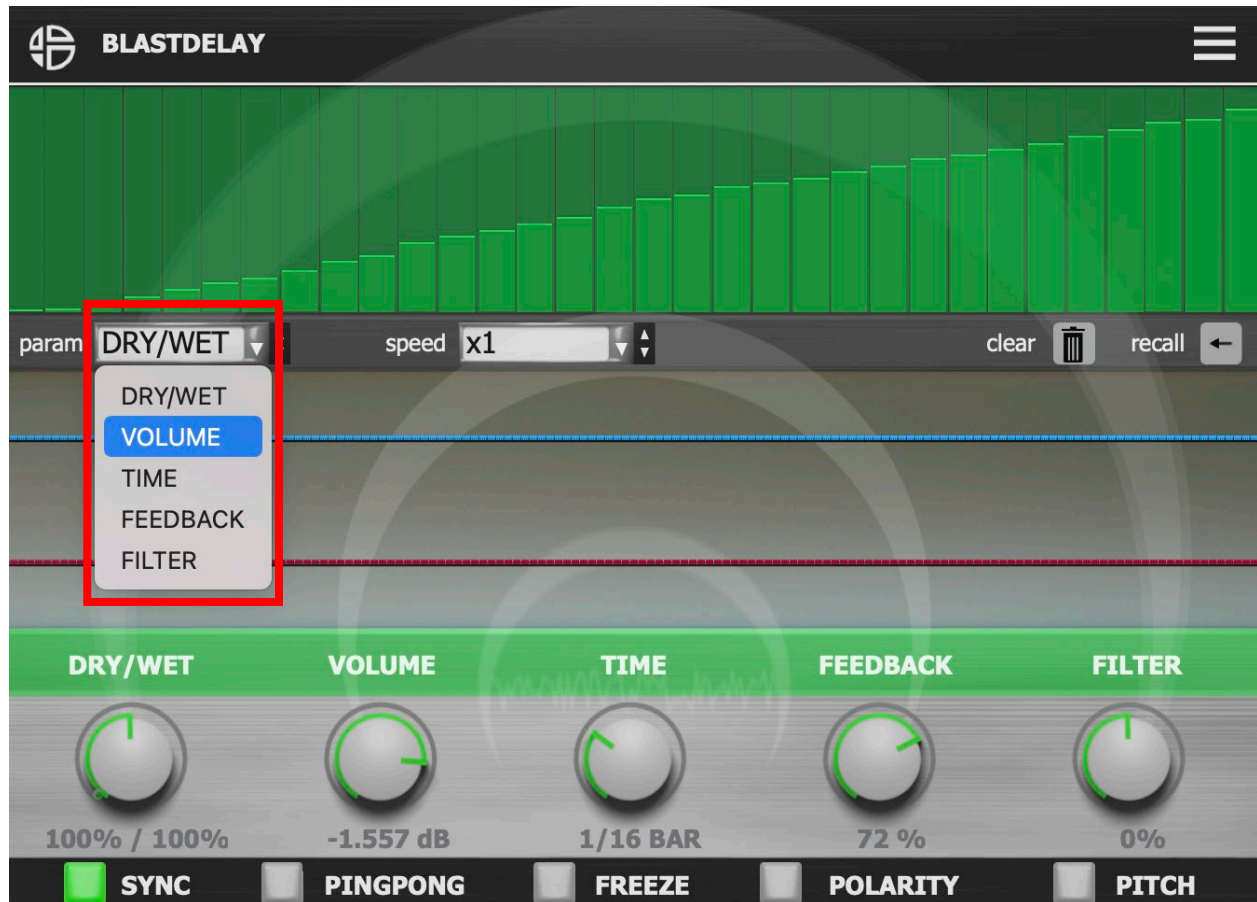 BLASTDELAY
param DRY/WET speed x1 clear recall
DRY/WET
VOLUME
TIME
FEEDBACK
FILTER
DRY/WET VOLUME TIME FEEDBACK FILTER
100% / 100% -1.557 dB 1/16 BAR 72 % 0%
SYNC PINGPONG FREEZE POLARITY PITCH